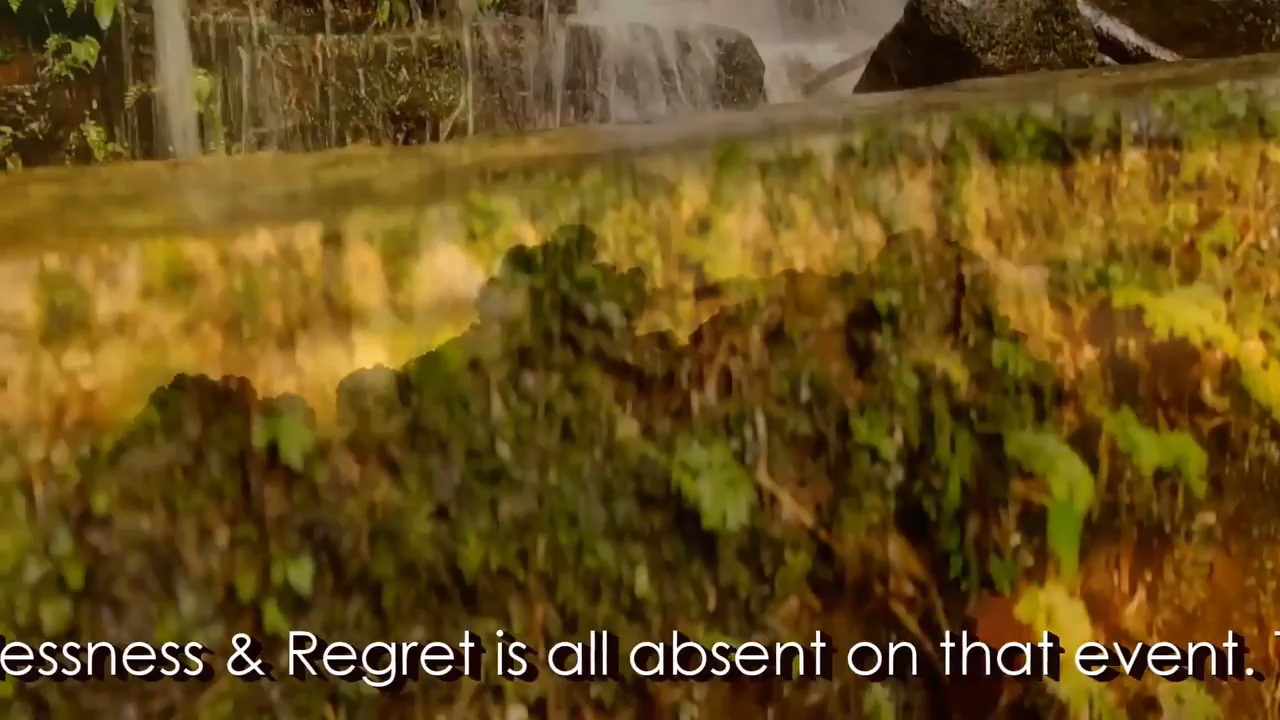 essness & Regret is all absent on that event.